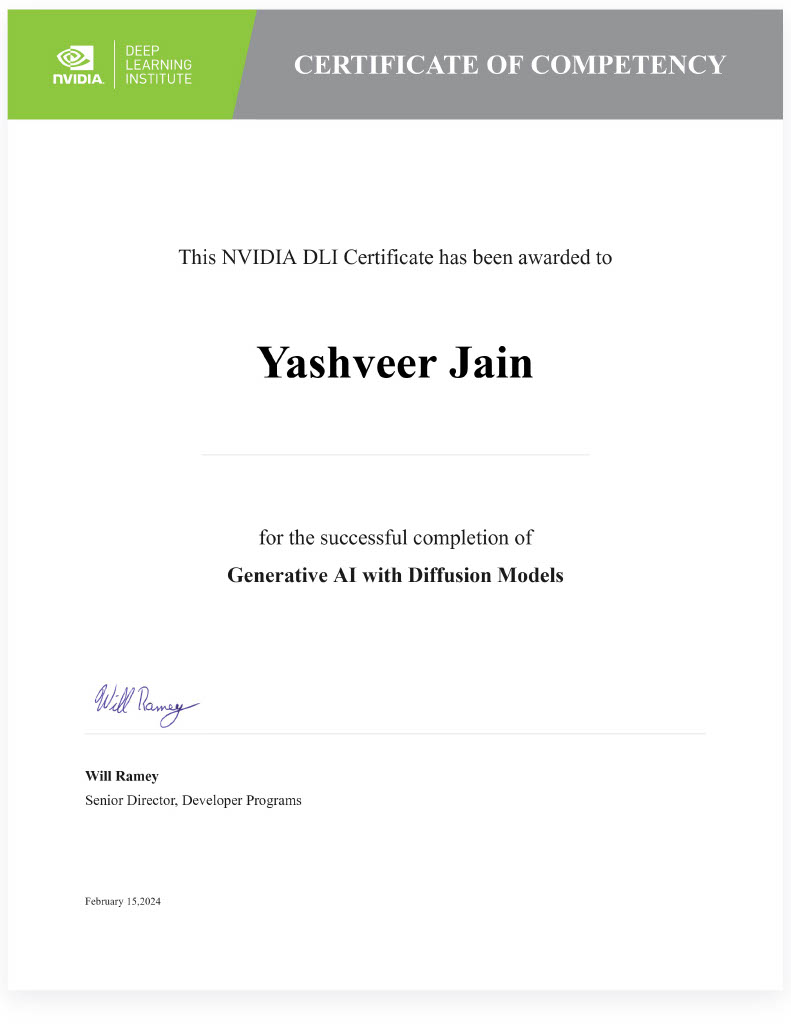 NVIDIA.
DEEP
LEARNING
INSTITUTE
CERTIFICATE OF COMPETENCY
This NVIDIA DLI Certificate has been awarded to
Yashveer Jain
for the successful completion of
Generative AI with Diffusion Models
Will Ramey
Will Ramey
Senior Director, Developer Programs
February 15,2024